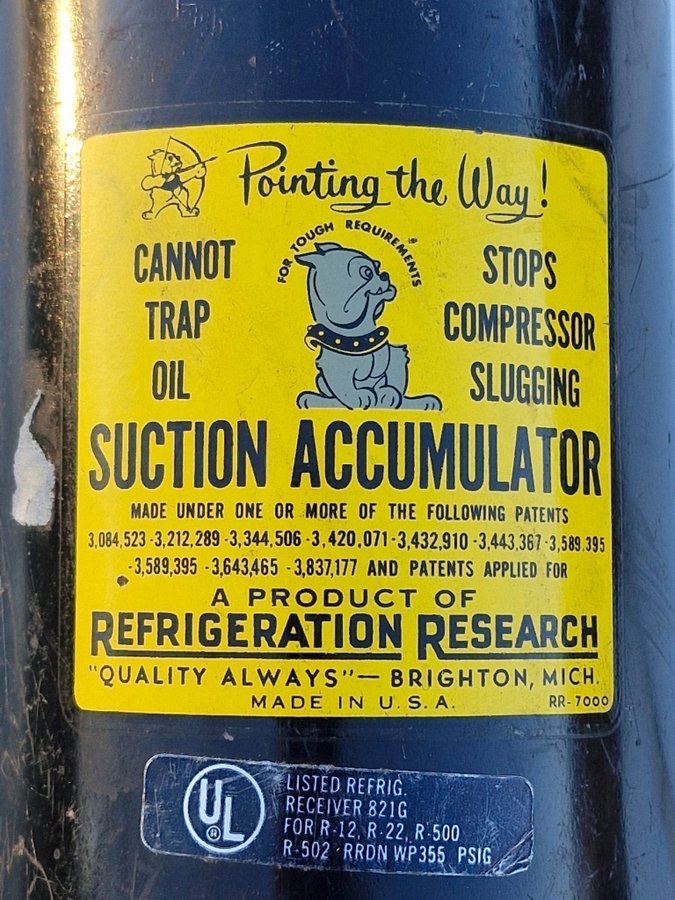 Pointing the Way!
FOR TOUGH REQUIREMENTS
CANNOT
TRAP
OIL
STOPS
COMPRESSOR
SLUGGING
SUCTION ACCUMULATOR
MADE UNDER ONE OR MORE OF THE FOLLOWING PATENTS
3,084,523 -3,212,289 -3,344,506 -3,420,071 -3,432,910 -3,443,367 -3,589,395
-3,589,395 -3,643,465 -3,837,177 AND PATENTS APPLIED FOR
A PRODUCT OF
REFRIGERATION RESEARCH
"QUALITY ALWAYS"— BRIGHTON, MICH.
MADE IN U.S.A.
RR-7000
UL
®
LISTED REFRIG.
RECEIVER 821G
FOR R-12, R-22, R-500
R-502 RRDN WP355 PSIG